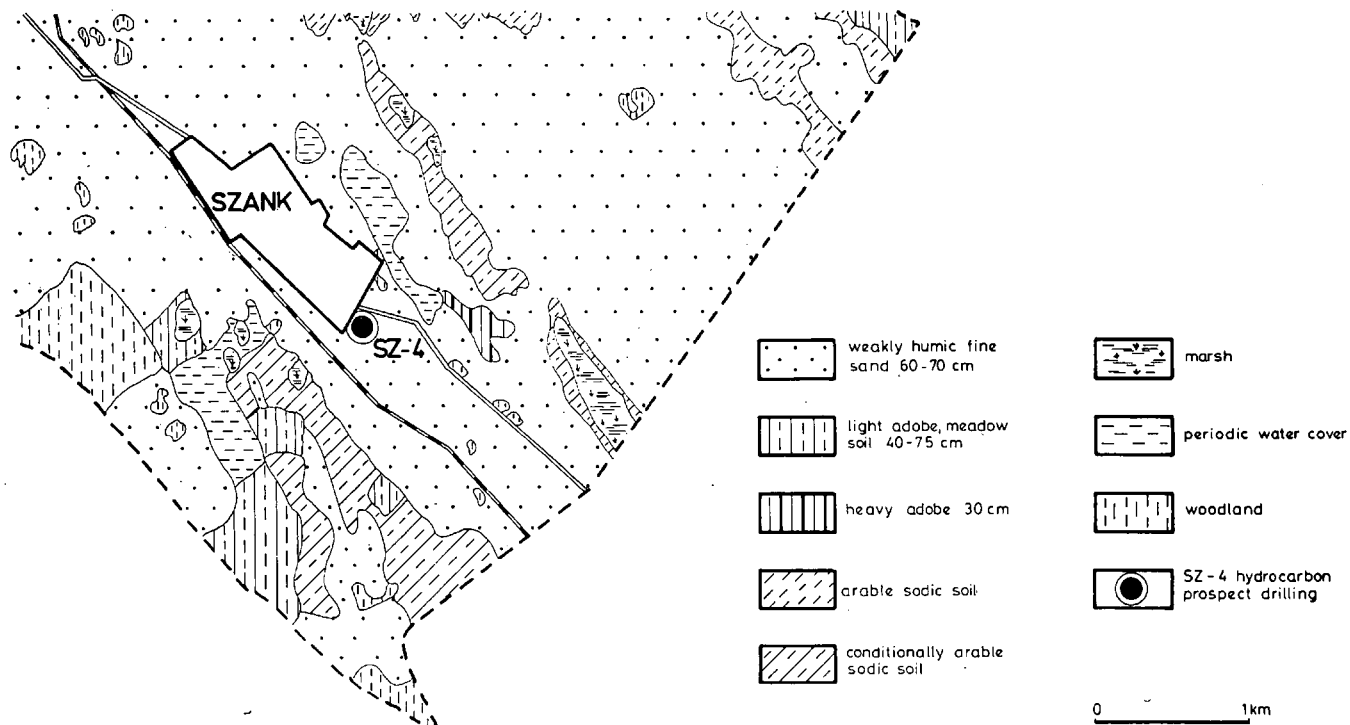 SZANK
SZ-4
weakly humic fine
sand 60-70 cm
light adobe, meadow
soil 40-75 cm
heavy adobe 30 cm
arable sodic soil
conditionally arable
sodic soil
marsh
periodic water cover
woodland
SZ-4 hydrocarbon
prospect drilling
0 1km